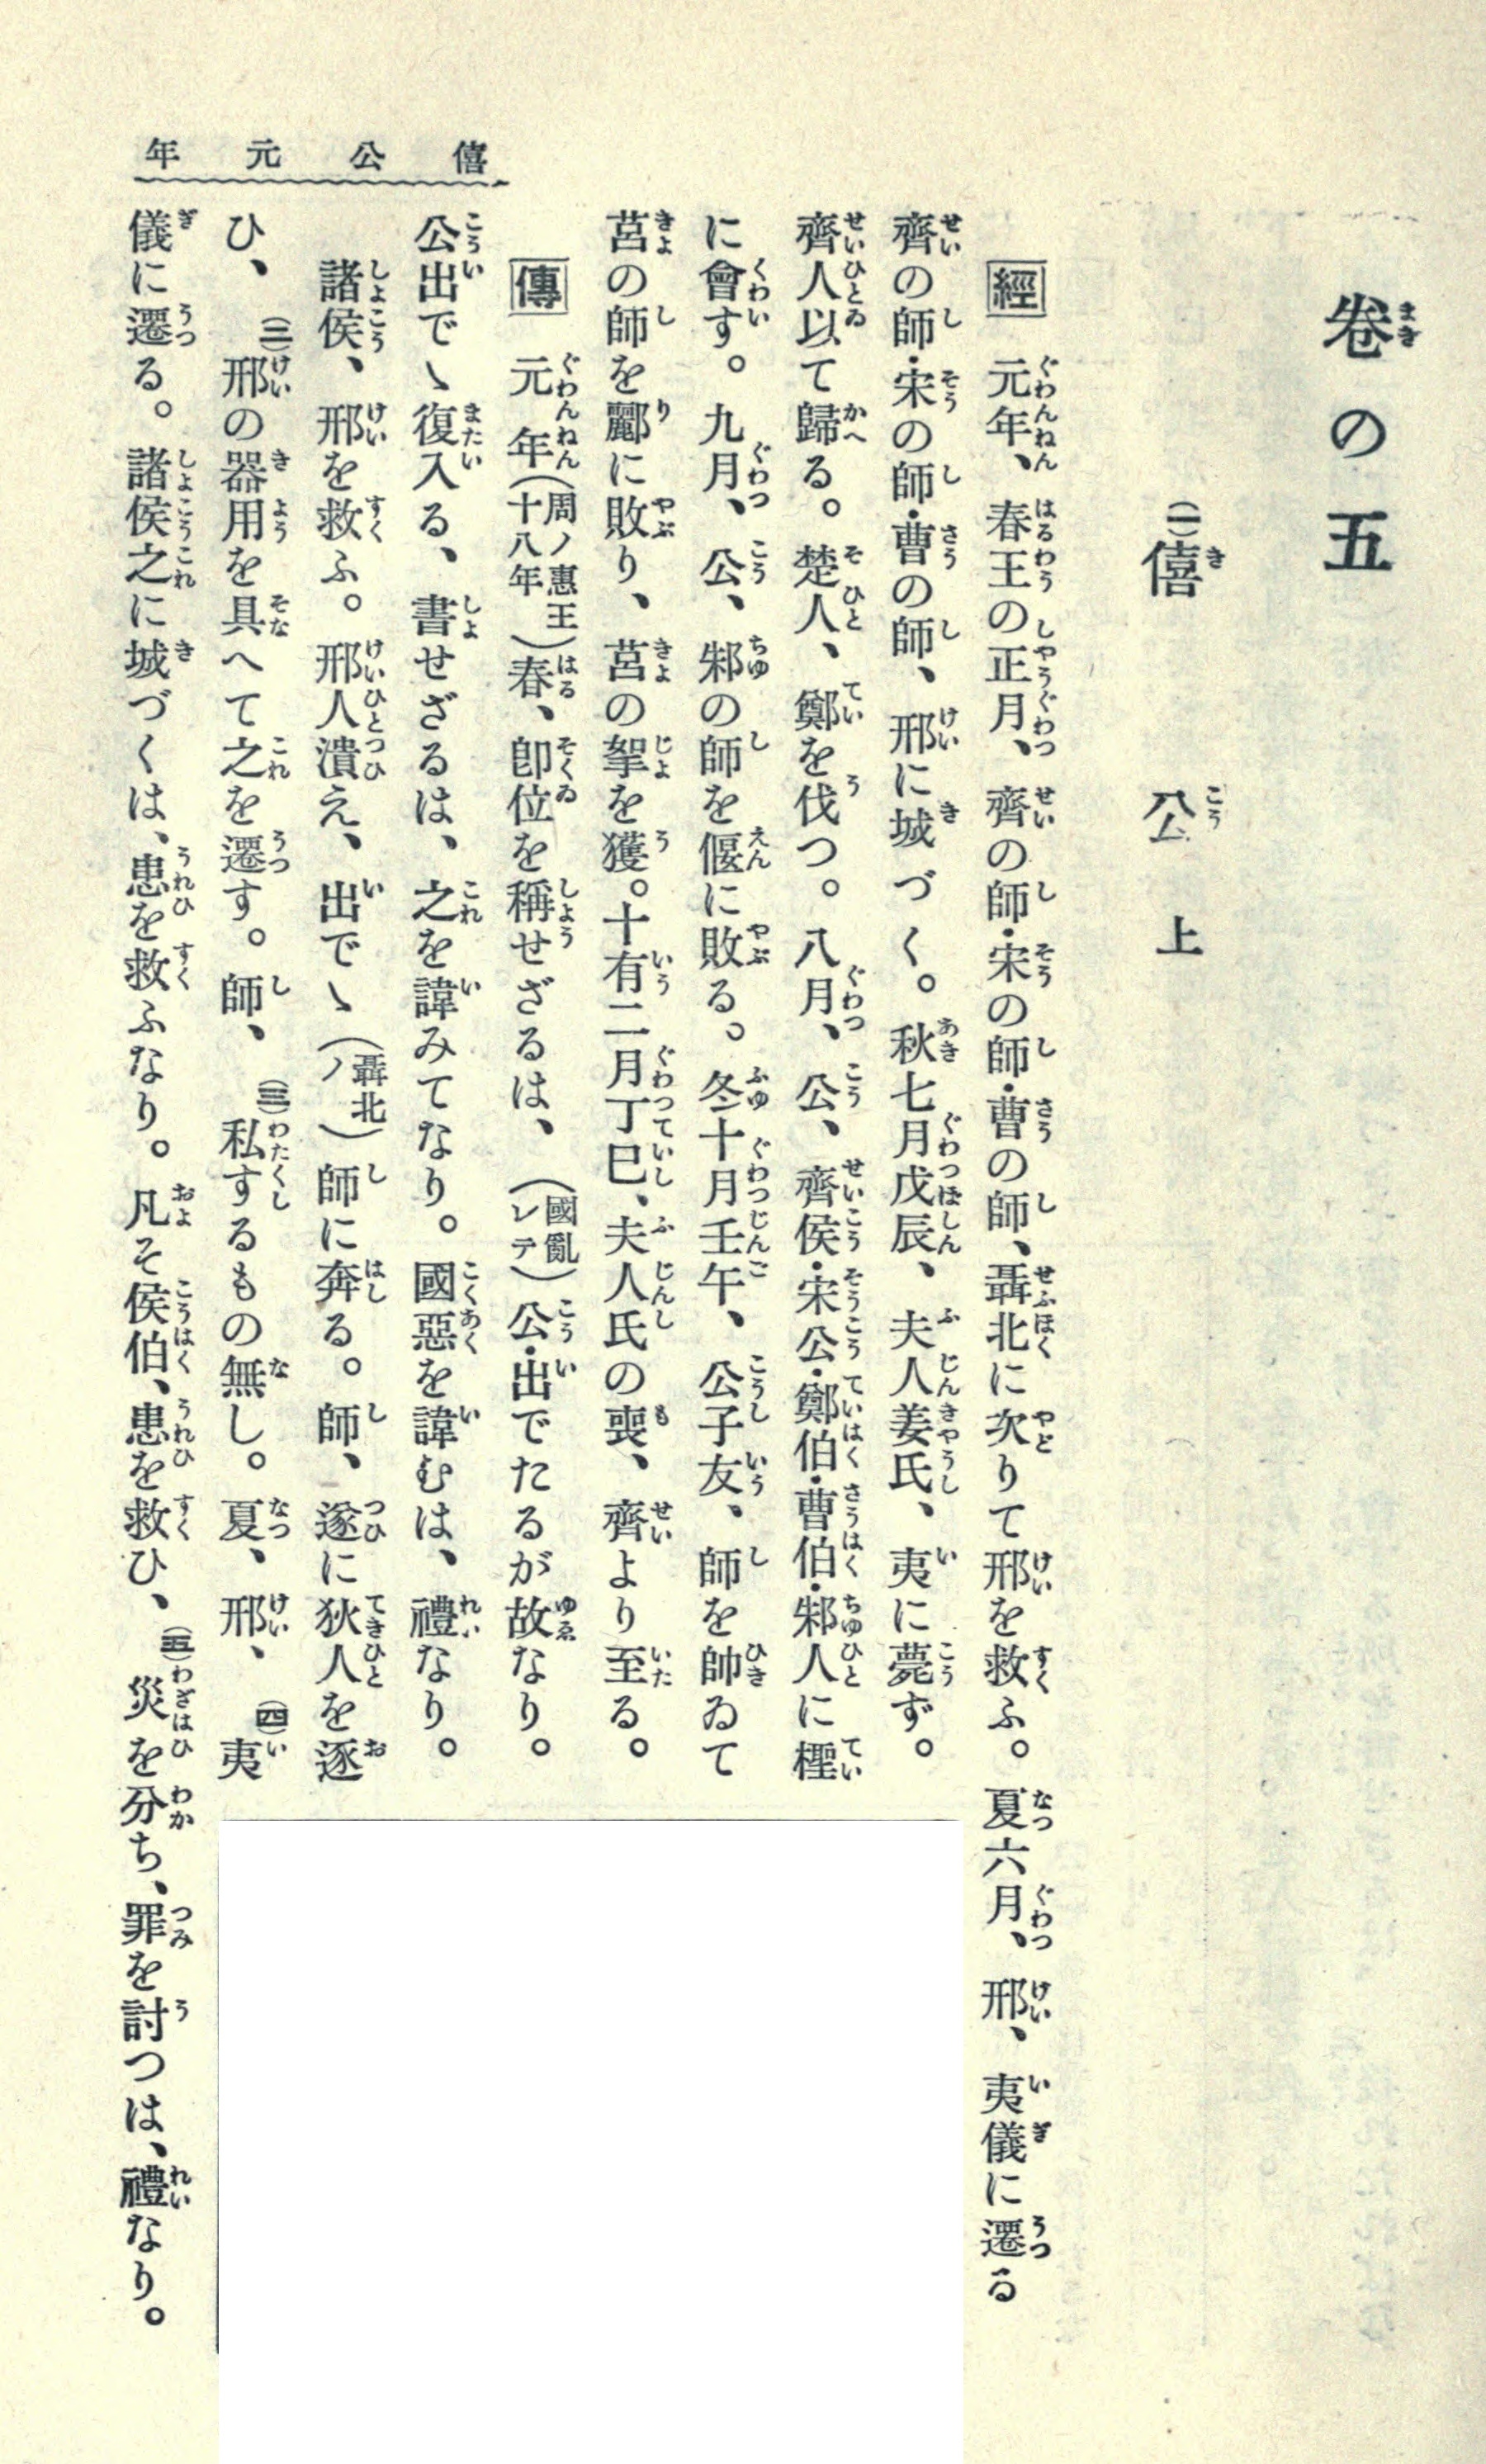 卷の五
(一)僖公上
經 元年、春王の正月、齊の師・宋の師・曹の師、聶北に次りて邢を救ふ。夏六月、邢、夷儀に遷る
齊の師・宋の師・曹の師、邢に城づく。秋七月戊辰、夫人姜氏、夷に薨ず。
齊人以て歸る。楚人、鄭を伐つ。八月、公、齊侯・宋公・鄭伯・曹伯・邾人に檉
に會す。九月、公、邾の師を偃に敗る。冬十月壬午、公子友、師を帥ゐて
莒の師を酈に敗り、莒の挐を獲。十有二月丁巳、夫人氏の喪、齊より至る。
傳 元年(周ノ惠王十八年)春、卽位を稱せざるは、(國亂レテ)公・出でたるが故なり。
公出でゝ復入る、書せざるは、之を諱みてなり。國惡を諱むは、禮なり。
諸侯、邢を救ふ。邢人潰え、出でゝ(聶北ノ)師に奔る。師、遂に狄人を逐
ひ、(二)邢の器用を具へて之を遷す。師、(三)私するもの無し。夏、邢、(四)夷
儀に遷る。諸侯之に城づくは、患を救ふなり。凡そ侯伯、患を救ひ、(五)災を分ち、罪を討つは、禮なり。
僖公元年